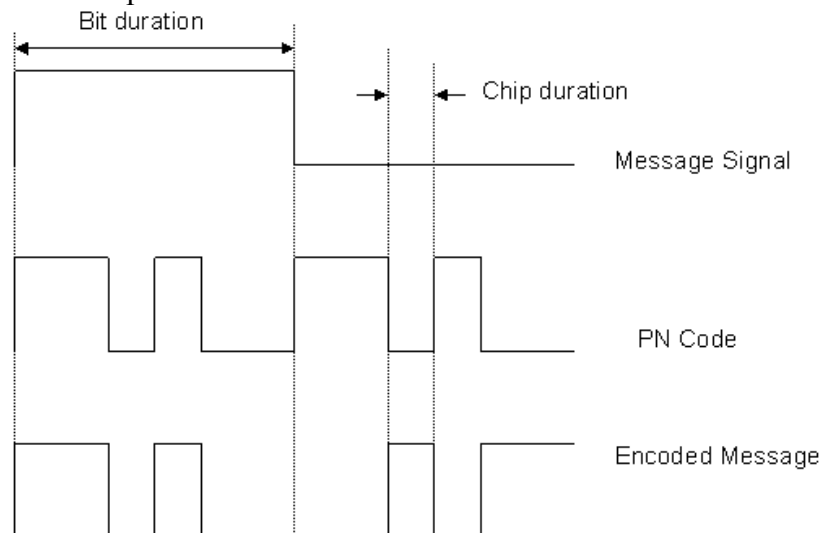 Bit duration
Chip duration
Message Signal
PN Code
Encoded Message